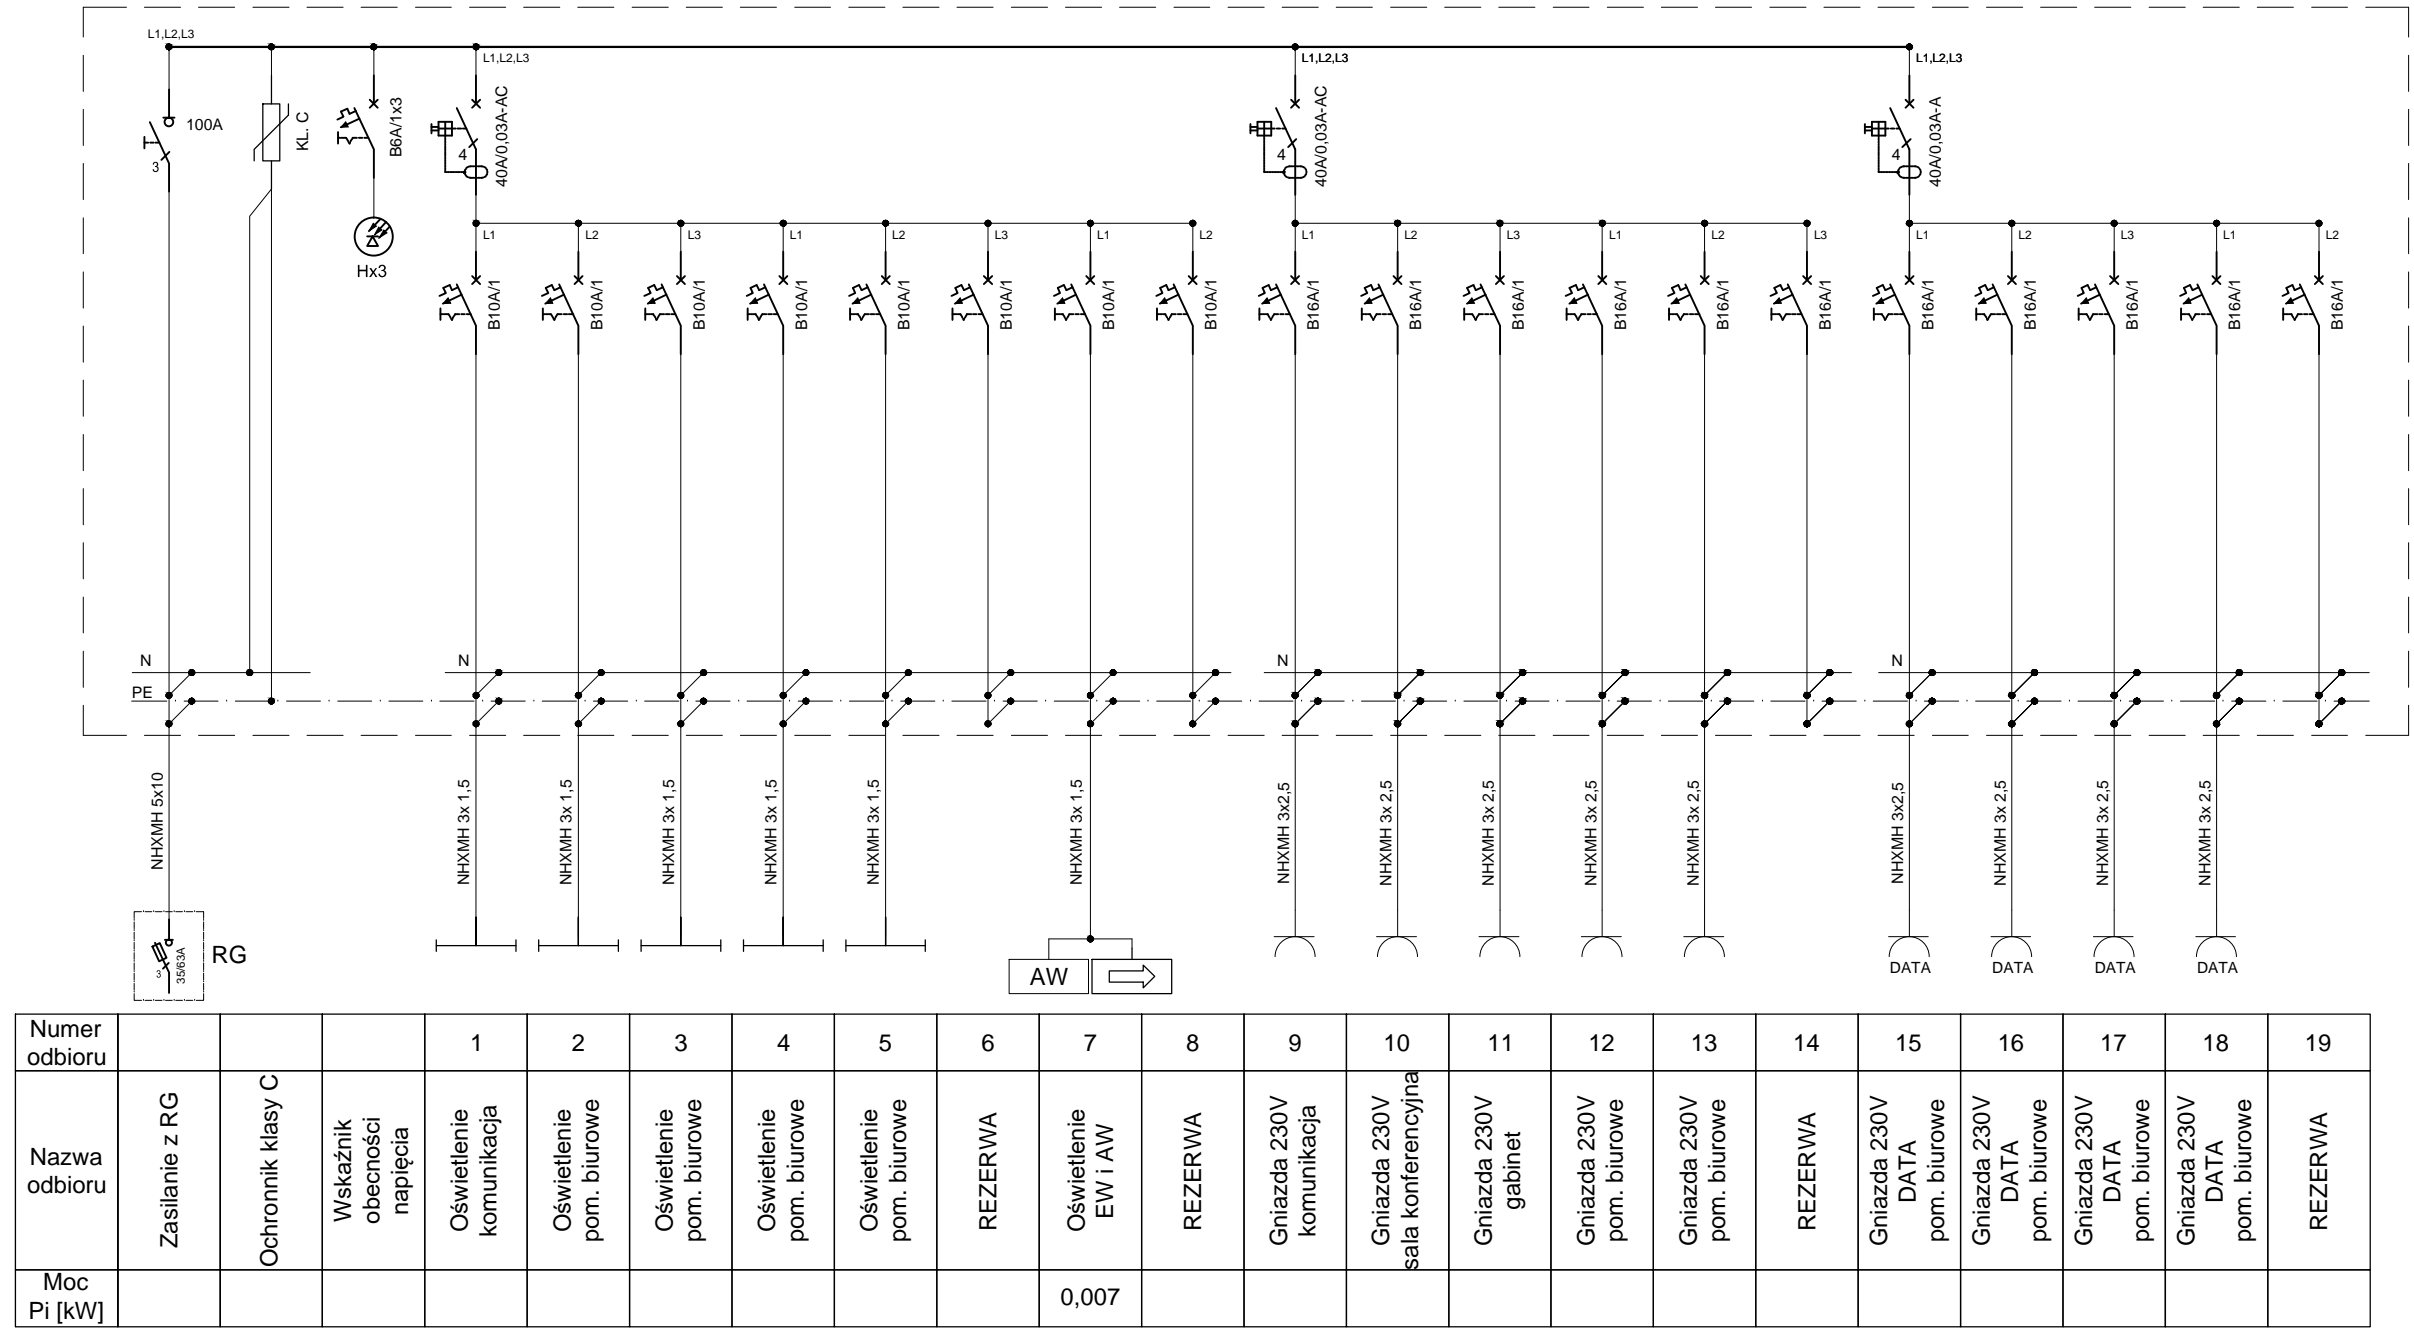 L1,L2,L3
L1,L2,L3
L1,L2,L3
L1,L2,L3
100A
3
KL. C
B6A/1x3
Hx3
4
40A/0,03A-AC
4
40A/0,03A-AC
4
40A/0,03A-A
L1
L2
L3
L1
L2
L3
L1
L2
L1
L2
L3
L1
L2
L3
L1
L2
L3
L1
L2
B10A/1
B10A/1
B10A/1
B10A/1
B10A/1
B10A/1
B10A/1
B10A/1
B16A/1
B16A/1
B16A/1
B16A/1
B16A/1
B16A/1
B16A/1
B16A/1
B16A/1
B16A/1
B16A/1
N
N
N
N
PE
NHXMH 5x10
NHXMH 3x 1,5
NHXMH 3x 1,5
NHXMH 3x 1,5
NHXMH 3x 1,5
NHXMH 3x 1,5
NHXMH 3x 1,5
NHXMH 3x2,5
NHXMH 3x 2,5
NHXMH 3x 2,5
NHXMH 3x 2,5
NHXMH 3x 2,5
NHXMH 3x2,5
NHXMH 3x 2,5
NHXMH 3x 2,5
NHXMH 3x 2,5
3
35/63A
RG
AW
DATA
DATA
DATA
DATA
Numer
odbioru
1
2
3
4
5
6
7
8
9
10
11
12
13
14
15
16
17
18
19
Nazwa
odbioru
Zasilanie z RG
Ochronnik klasy C
Wskaźnik
obecności
napięcia
Oświetlenie
komunikacja
Oświetlenie
pom. biurowe
Oświetlenie
pom. biurowe
Oświetlenie
pom. biurowe
Oświetlenie
pom. biurowe
REZERWA
Oświetlenie
EW i AW
REZERWA
Gniazda 230V
komunikacja
Gniazda 230V
sala konferencyjna
Gniazda 230V
gabinet
Gniazda 230V
pom. biurowe
Gniazda 230V
pom. biurowe
REZERWA
Gniazda 230V
DATA
pom. biurowe
Gniazda 230V
DATA
pom. biurowe
Gniazda 230V
DATA
pom. biurowe
Gniazda 230V
DATA
pom. biurowe
REZERWA
Moc
Pi [kW]
0,007